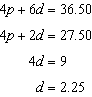 4p + 6d = 36.50
4p + 2d = 27.50
4d = 9
d = 2.25